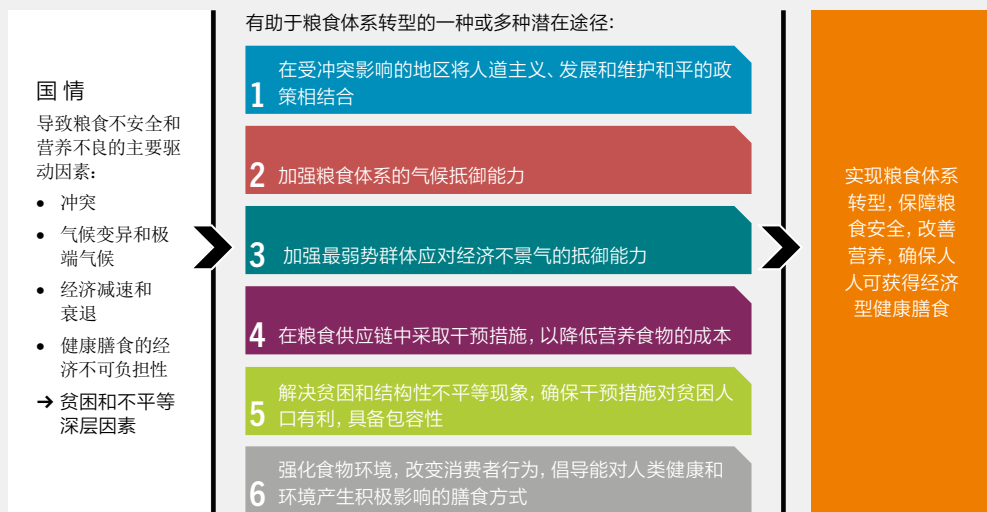 国情
导致粮食不安全和
营养不良的主要驱
动因素:
• 冲突
• 气候变异和极
端气候
• 经济减速和
衰退
• 健康膳食的经
济不可负担性
→ 贫困和不平等
深层因素
有助于粮食体系转型的一种或多种潜在途径:
1 在受冲突影响的地区将人道主义、发展和维护和平的政
策相结合
2 加强粮食体系的气候抵御能力
3 加强最弱势群体应对经济不景气的抵御能力
4 在粮食供应链中采取干预措施, 以降低营养食物的成本
5 解决贫困和结构性不平等现象, 确保干预措施对贫困人
口有利, 具备包容性
6 强化食物环境, 改变消费者行为, 倡导能对人类健康和
环境产生积极影响的膳食方式
实现粮食体系
转型, 保障粮
食安全, 改善
营养, 确保人
人可获得经济
型健康膳食